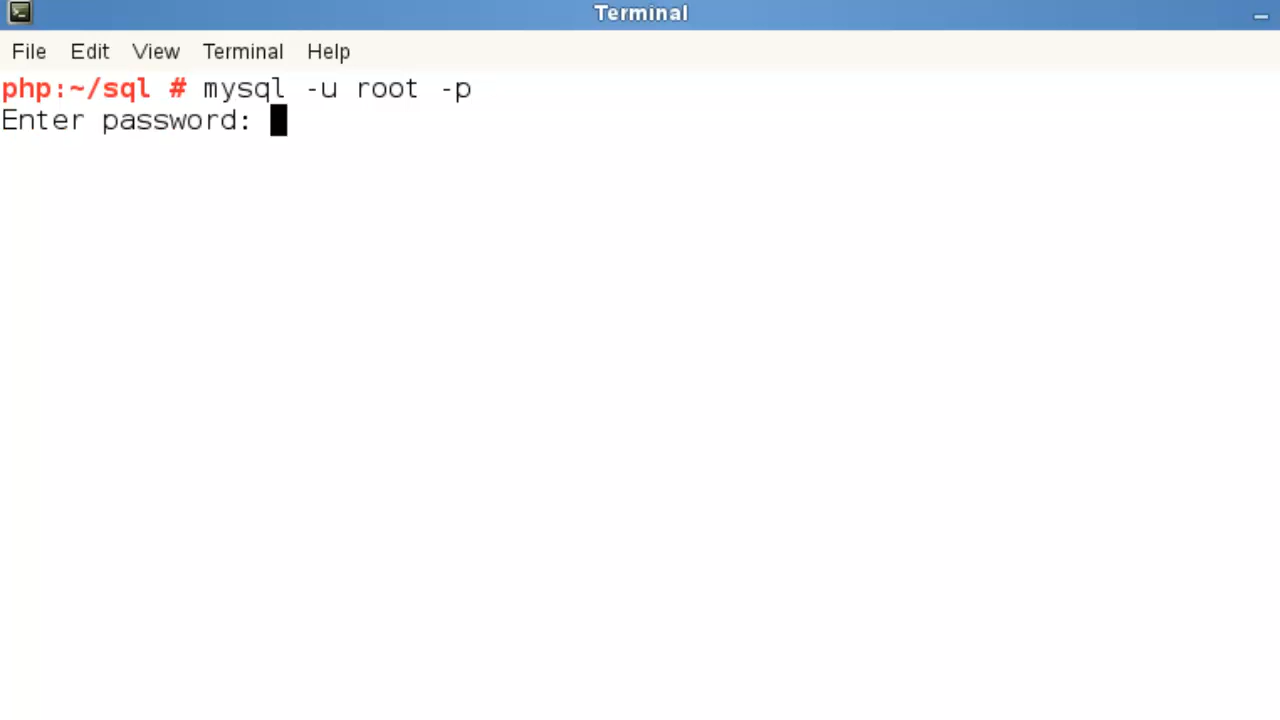 Terminal
File Edit View Terminal Help
php:~/sql # mysql -u root -p
Enter password: